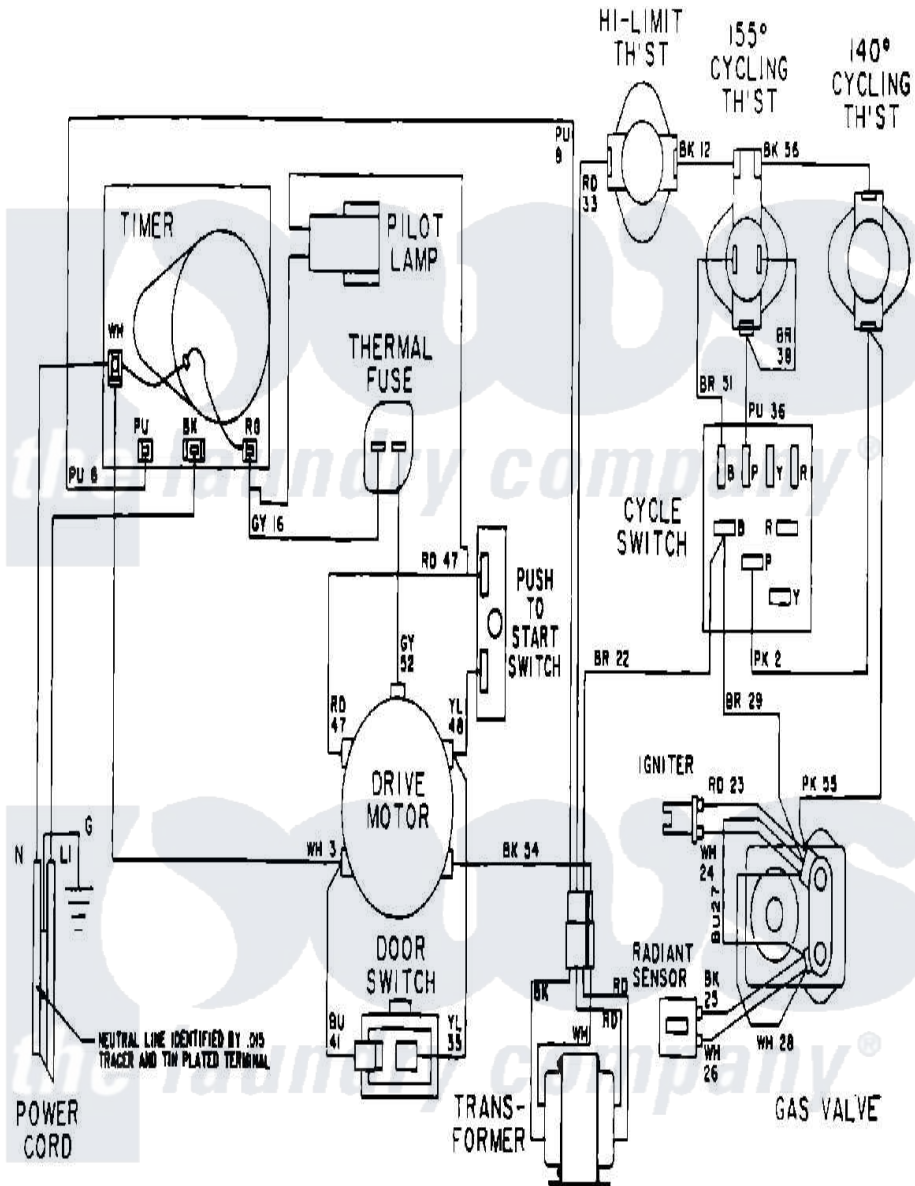 HI-LIMIT
TH'ST
155°
CYCLING
TH'ST
140°
CYCLING
TH'ST
PU
8
RD
33
BK 12
BK 56
TIMER
PILOT
LAMP
WH
THERMAL
FUSE
BR
38
BR 51
PU 36
PU
BK
RD
PU 8
GY 16
the laundry company®
B
P
Y
R
CYCLE
SWITCH
B
R
P
Y
RD 47
PUSH
TO
START
SWITCH
GY
52
BR 22
PK 2
RD
47
YL
48
BR 29
DRIVE
MOTOR
IGNITER
RD 23
PK 55
N
G
L1
WH 3
BK 54
WH
24
BU 27
DOOR
SWITCH
RADIANT
SENSOR
BK
25
BK
RD
RD
WH
BU
41
YL
35
WH
26
WH 28
NEUTRAL LINE IDENTIFIED BY .015
TRACER AND TIN PLATED TERMINAL
the laundry company®
POWER
CORD
TRANS-
FORMER
GAS VALVE